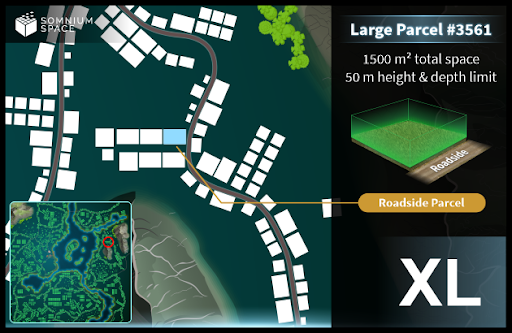 SOMNIUM
SPACE
Large Parcel #3561
1500 m² total space
50 m height & depth limit
Roadside
Roadside Parcel
XL